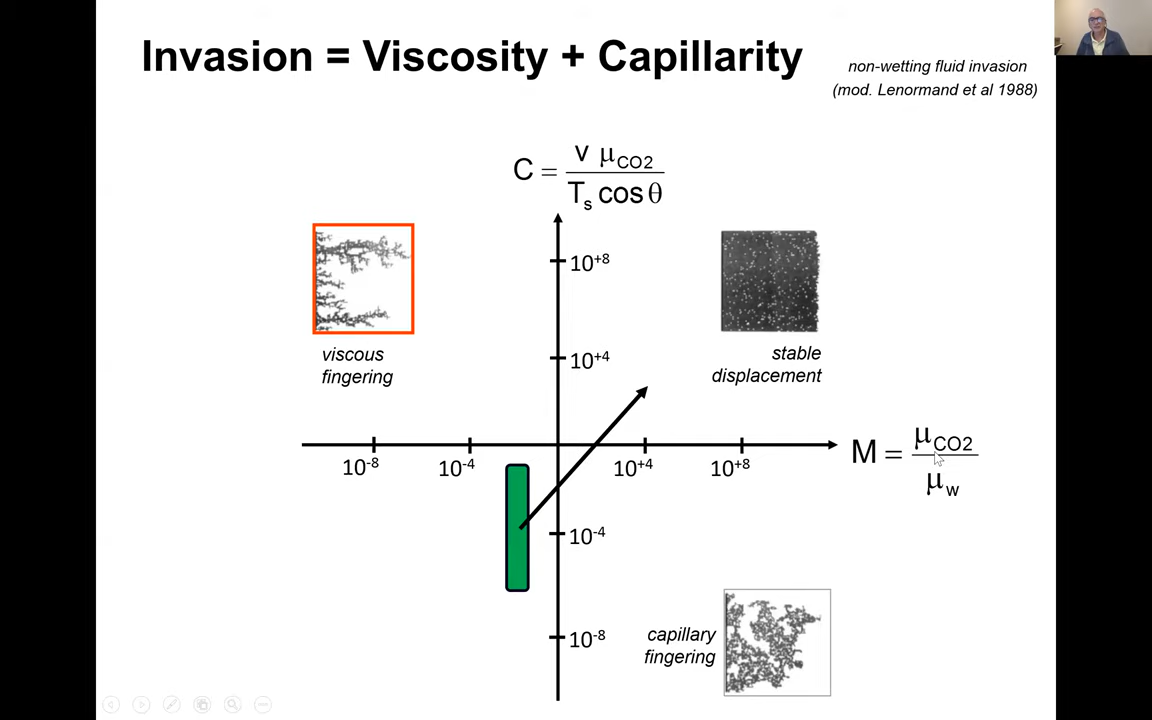 Invasion = Viscosity + Capillarity
non-wetting fluid invasion
(mod. Lenormand et al 1988)
C = v μCO2 / Ts cos θ
10+8
viscous
fingering
10+4
stable
displacement
M = μCO2 / μw
10-8
10-4
10+4
10+8
10-4
10-8
capillary
fingering